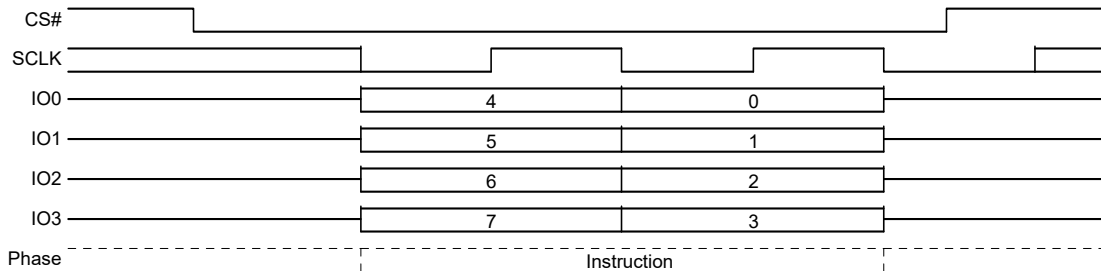 CS#
SCLK
IO0 4 0
IO1 5 1
IO2 6 2
IO3 7 3
Phase Instruction